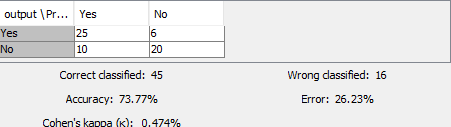 output \Pr... Yes No
Yes 25 6
No 10 20
Correct classified: 45 Wrong classified: 16
Accuracy: 73.77% Error: 26.23%
Cohen's kappa (κ): 0.474%